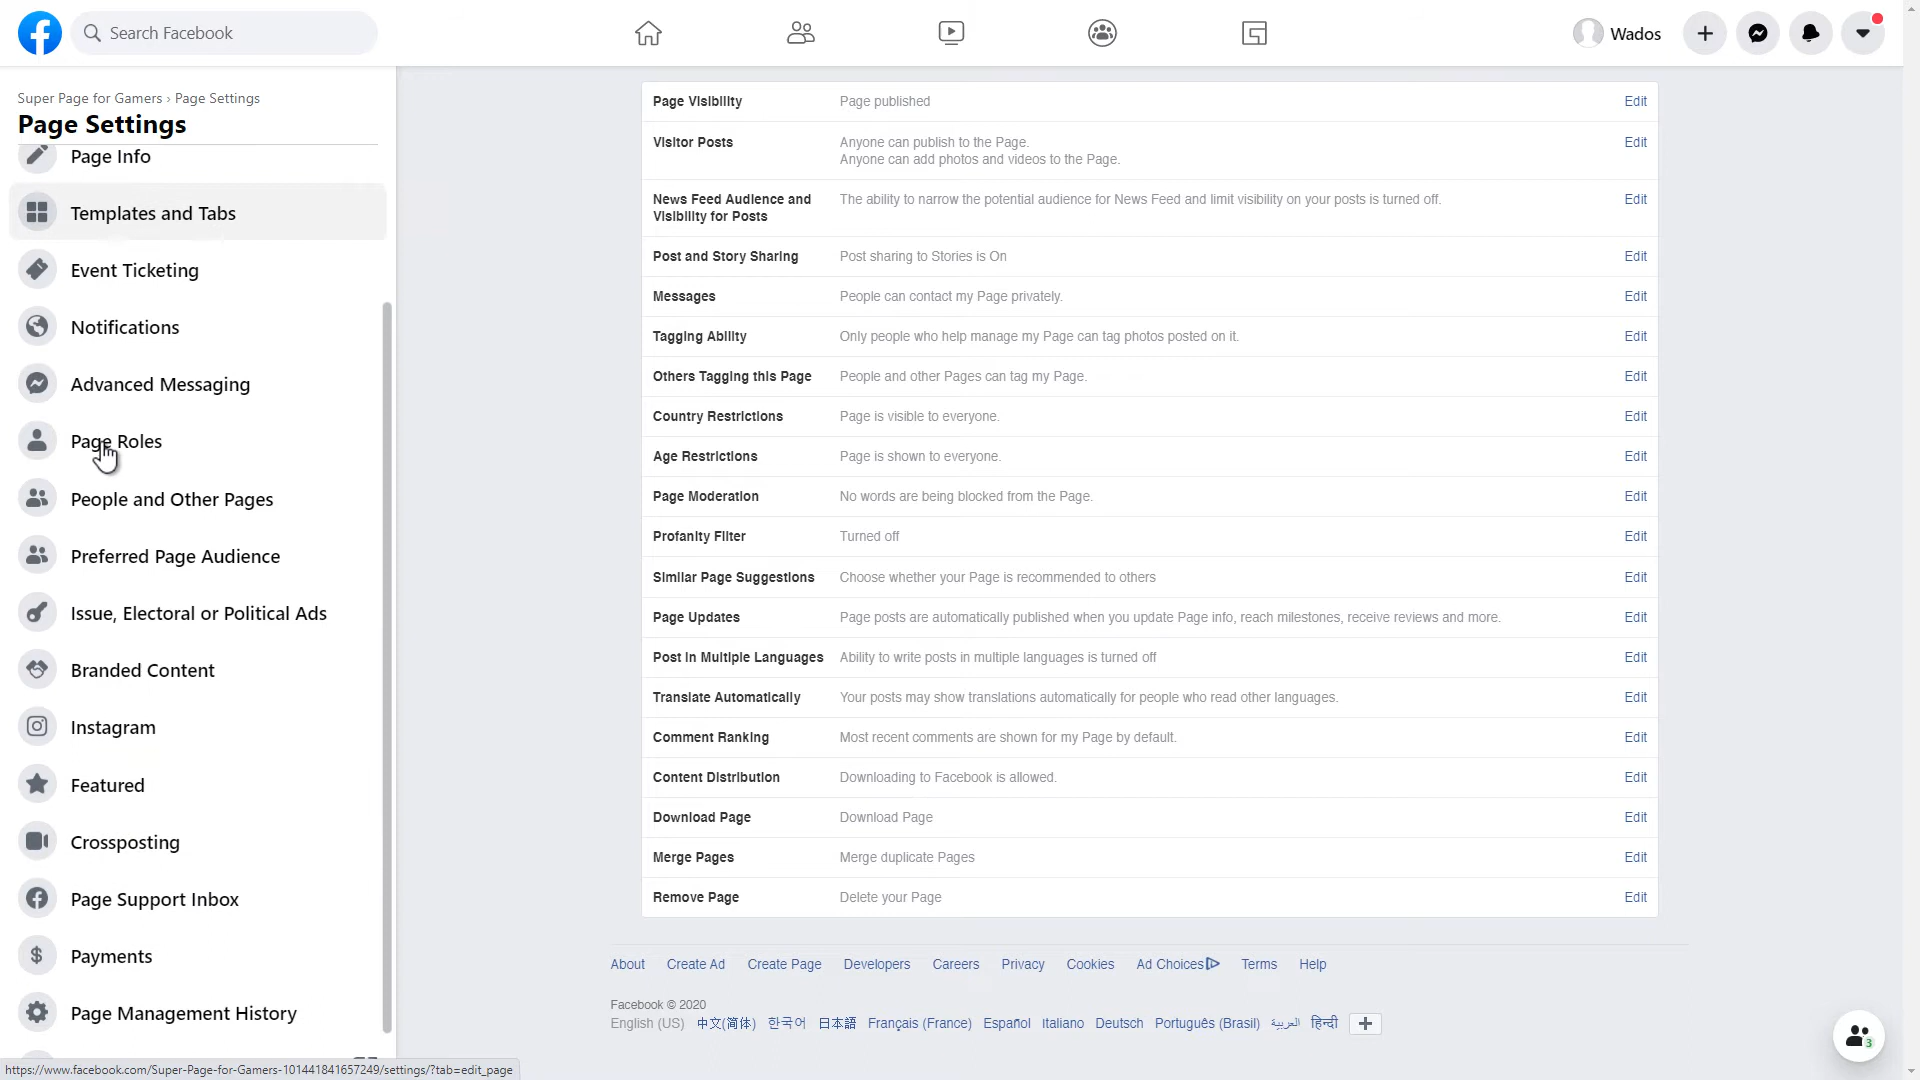 Search Facebook
Wados
Super Page for Gamers › Page Settings
Page Settings
Page Info
Templates and Tabs
Event Ticketing
Notifications
Advanced Messaging
Page Roles
People and Other Pages
Preferred Page Audience
Issue, Electoral or Political Ads
Branded Content
Instagram
Featured
Crossposting
Page Support Inbox
Payments
Page Management History
https://www.facebook.com/Super-Page-for-Gamers-101441841657249/settings/?tab=edit_page
Page Visibility Page published Edit
Visitor Posts Anyone can publish to the Page. Edit
Anyone can add photos and videos to the Page.
News Feed Audience and The ability to narrow the potential audience for News Feed and limit visibility on your posts is turned off. Edit
Visibility for Posts
Post and Story Sharing Post sharing to Stories is On Edit
Messages People can contact my Page privately. Edit
Tagging Ability Only people who help manage my Page can tag photos posted on it. Edit
Others Tagging this Page People and other Pages can tag my Page. Edit
Country Restrictions Page is visible to everyone. Edit
Age Restrictions Page is shown to everyone. Edit
Page Moderation No words are being blocked from the Page. Edit
Profanity Filter Turned off Edit
Similar Page Suggestions Choose whether your Page is recommended to others Edit
Page Updates Page posts are automatically published when you update Page info, reach milestones, receive reviews and more. Edit
Post in Multiple Languages Ability to write posts in multiple languages is turned off Edit
Translate Automatically Your posts may show translations automatically for people who read other languages. Edit
Comment Ranking Most recent comments are shown for my Page by default. Edit
Content Distribution Downloading to Facebook is allowed. Edit
Download Page Download Page Edit
Merge Pages Merge duplicate Pages Edit
Remove Page Delete your Page Edit
About Create Ad Create Page Developers Careers Privacy Cookies Ad Choices Terms Help
Facebook © 2020
English (US) 中文(简体) 한국어 日本語 Français (France) Español Italiano Deutsch Português (Brasil) العربية हिन्दी
3